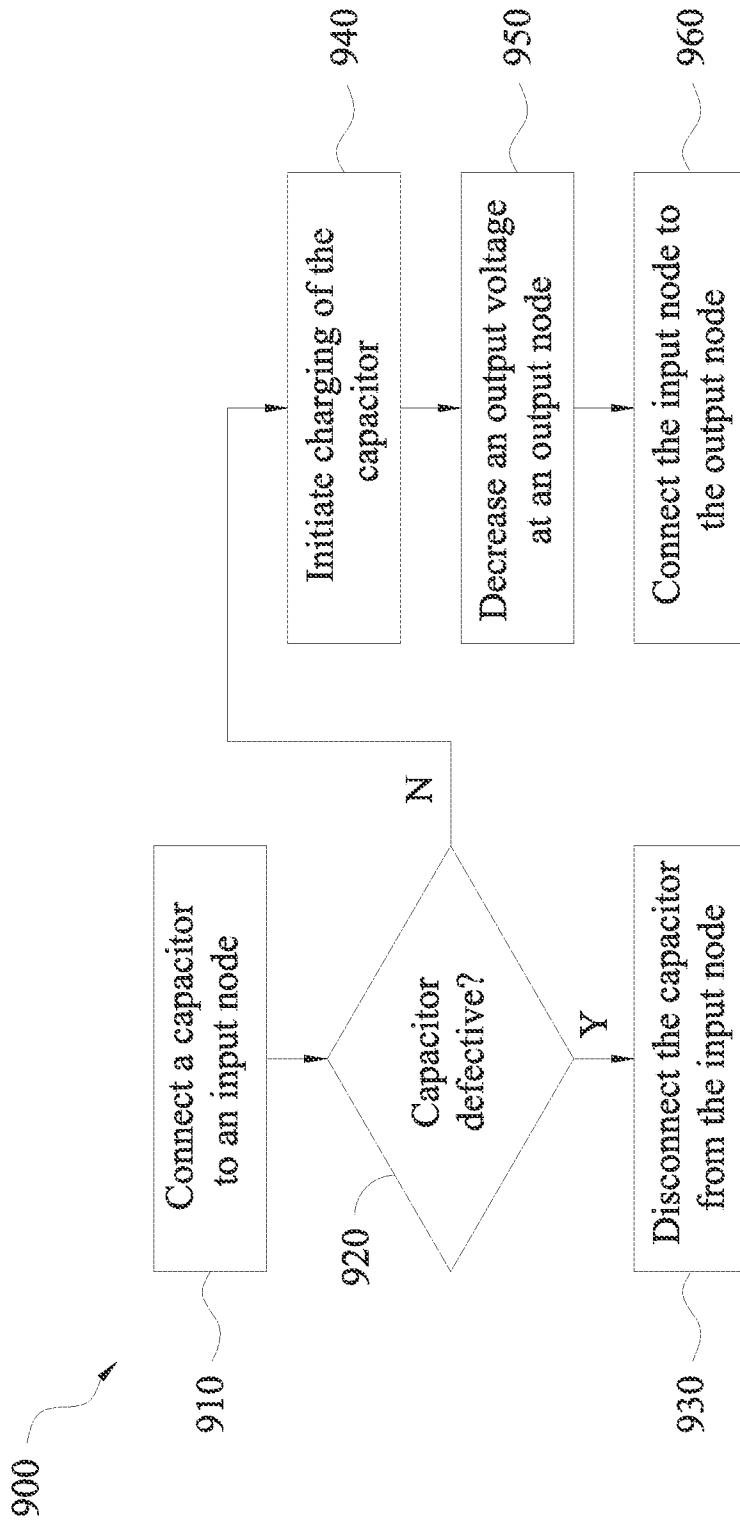 900
910
Connect a capacitor
to an input node
920
Capacitor
defective?
N
Y
930
Disconnect the capacitor
from the input node
Initiate charging of the
capacitor
940
Decrease an output voltage
at an output node
950
Connect the input node to
the output node
960